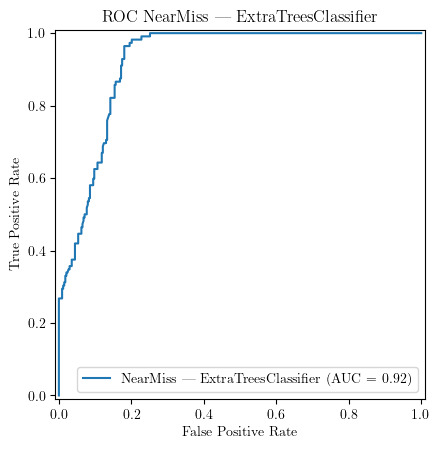 ROC NearMiss — ExtraTreesClassifier
1.0
0.8
0.6
0.4
0.2
0.0
True Positive Rate
NearMiss — ExtraTreesClassifier (AUC = 0.92)
0.0 0.2 0.4 0.6 0.8 1.0
False Positive Rate